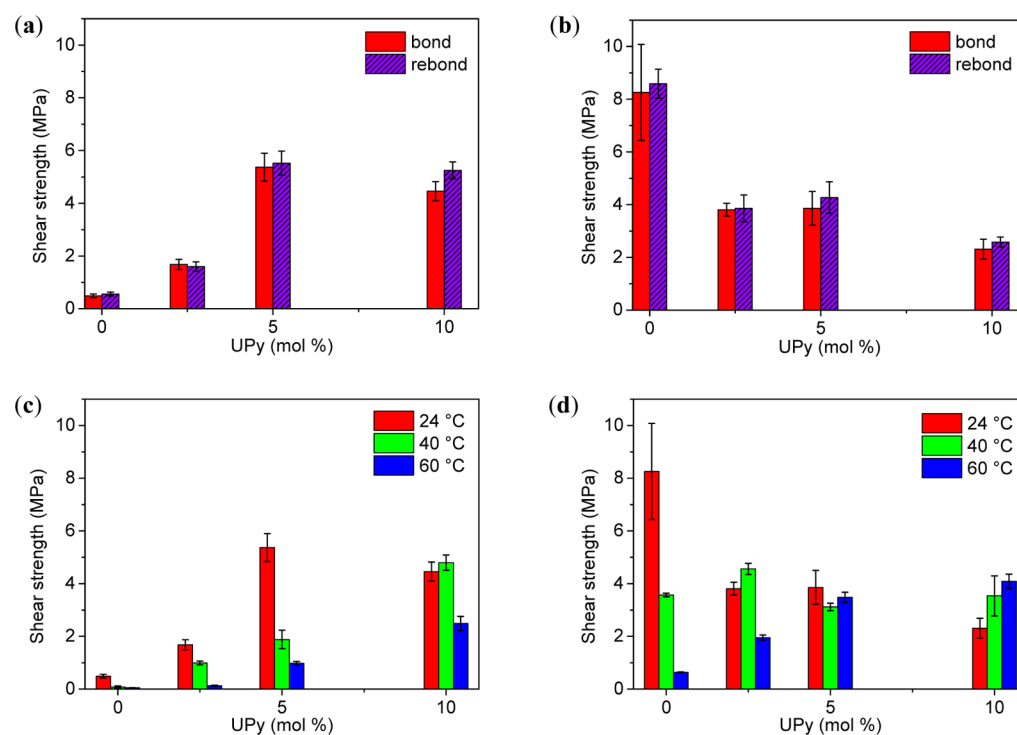 (a)
bond
rebond
10
8
6
4
2
0
Shear strength (MPa)
0 5 10
UPy (mol %)
(b)
bond
rebond
10
8
6
4
2
0
Shear strength (MPa)
0 5 10
UPy (mol %)
(c)
24 °C
40 °C
60 °C
10
8
6
4
2
0
Shear strength (MPa)
0 5 10
UPy (mol %)
(d)
24 °C
40 °C
60 °C
10
8
6
4
2
0
Shear strength (MPa)
0 5 10
UPy (mol %)